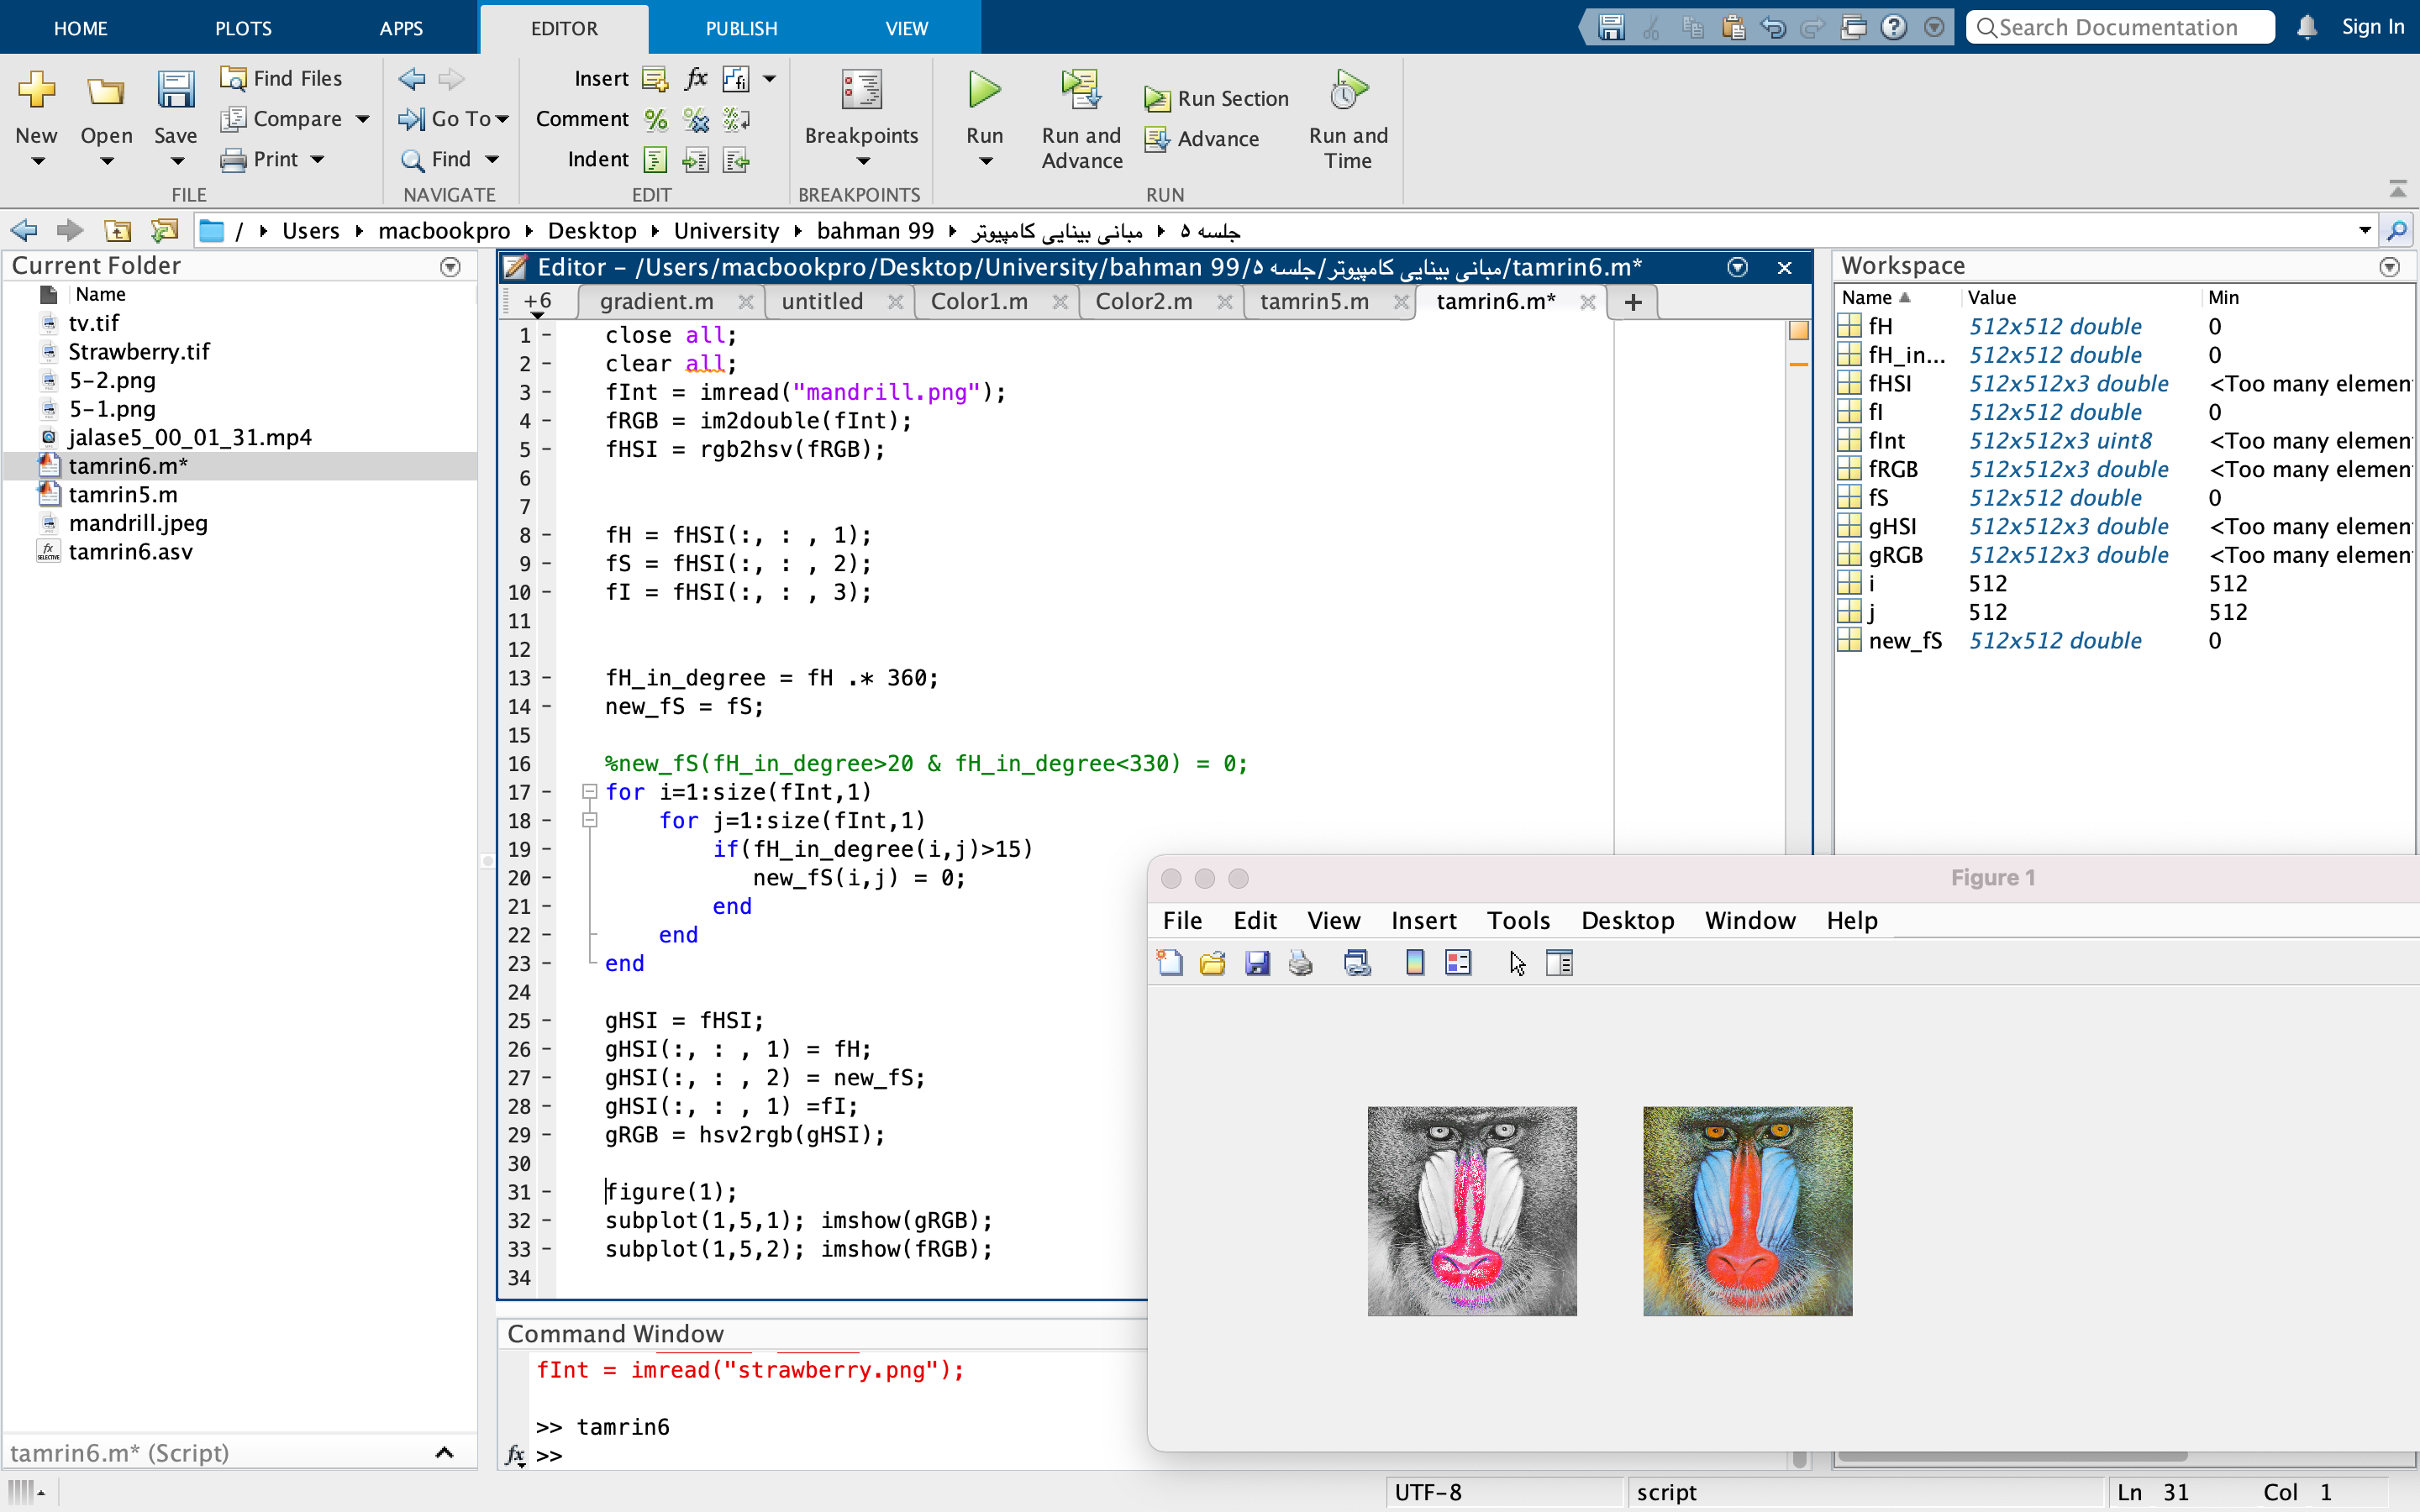 HOME PLOTS APPS EDITOR PUBLISH VIEW Search Documentation Sign In
New Open Save Find Files Compare Print
FILE
Go To Find
NAVIGATE
Insert fx fi
Comment
Indent
EDIT
Breakpoints
BREAKPOINTS
Run Run and Advance Run Section Advance Run and Time
RUN
/ Users macbookpro Desktop University bahman 99 مبانی بینایی کامپیوتر جلسه ۵
Current Folder
Name
tv.tif
Strawberry.tif
5-2.png
5-1.png
jalase5_00_01_31.mp4
tamrin6.m*
tamrin5.m
mandrill.jpeg
tamrin6.asv
tamrin6.m* (Script)
Editor - /Users/macbookpro/Desktop/University/bahman 99/مبانی بینایی کامپیوتر/جلسه ۵/tamrin6.m*
+6 gradient.m untitled Color1.m Color2.m tamrin5.m tamrin6.m* +
1 - close all;
2 - clear all;
3 - fInt = imread("mandrill.png");
4 - fRGB = im2double(fInt);
5 - fHSI = rgb2hsv(fRGB);
6
7
8 - fH = fHSI(:, : , 1);
9 - fS = fHSI(:, : , 2);
10 - fI = fHSI(:, : , 3);
11
12
13 - fH_in_degree = fH .* 360;
14 - new_fS = fS;
15
16 %new_fS(fH_in_degree>20 & fH_in_degree<330) = 0;
17 - for i=1:size(fInt,1)
18 - for j=1:size(fInt,1)
19 - if(fH_in_degree(i,j)>15)
20 - new_fS(i,j) = 0;
21 - end
22 - end
23 - end
24
25 - gHSI = fHSI;
26 - gHSI(:, : , 1) = fH;
27 - gHSI(:, : , 2) = new_fS;
28 - gHSI(:, : , 1) =fI;
29 - gRGB = hsv2rgb(gHSI);
30
31 - figure(1);
32 - subplot(1,5,1); imshow(gRGB);
33 - subplot(1,5,2); imshow(fRGB);
34
Command Window
fInt = imread("strawberry.png");
>> tamrin6
fx >>
Workspace
Name Value Min
fH 512x512 double 0
fH_in... 512x512 double 0
fHSI 512x512x3 double <Too many elemen
fI 512x512 double 0
fInt 512x512x3 uint8 <Too many elemen
fRGB 512x512x3 double <Too many elemen
fS 512x512 double 0
gHSI 512x512x3 double <Too many elemen
gRGB 512x512x3 double <Too many elemen
i 512 512
j 512 512
new_fS 512x512 double 0
Figure 1
File Edit View Insert Tools Desktop Window Help
UTF-8 script Ln 31 Col 1